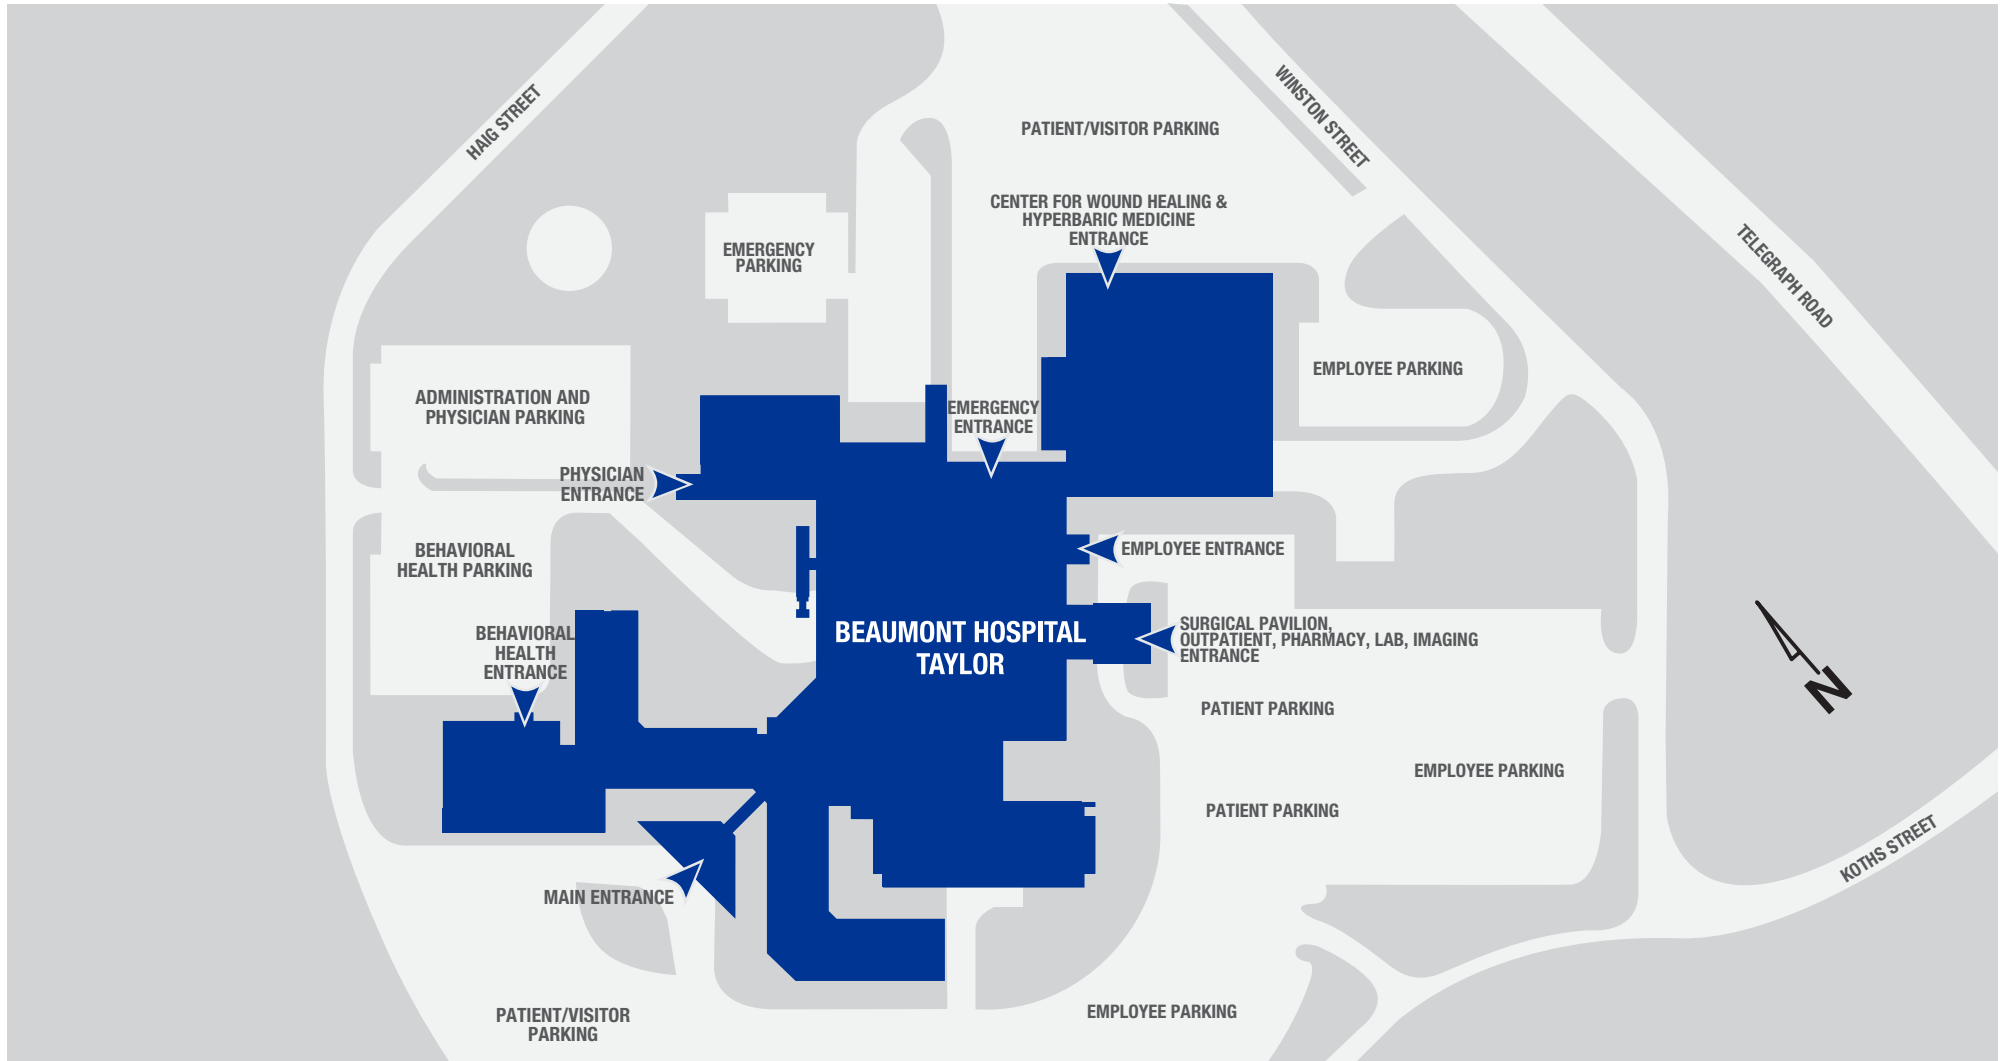 HAIG STREET
WINSTON STREET
TELEGRAPH ROAD
PATIENT/VISITOR PARKING
CENTER FOR WOUND HEALING &
HYPERBARIC MEDICINE
ENTRANCE
EMERGENCY
PARKING
EMPLOYEE PARKING
ADMINISTRATION AND
PHYSICIAN PARKING
EMERGENCY
ENTRANCE
PHYSICIAN
ENTRANCE
BEHAVIORAL
HEALTH PARKING
EMPLOYEE ENTRANCE
BEHAVIORAL
HEALTH
ENTRANCE
BEAUMONT HOSPITAL
TAYLOR
SURGICAL PAVILION,
OUTPATIENT, PHARMACY, LAB, IMAGING
ENTRANCE
N
PATIENT PARKING
EMPLOYEE PARKING
PATIENT PARKING
KOTHS STREET
MAIN ENTRANCE
PATIENT/VISITOR
PARKING
EMPLOYEE PARKING